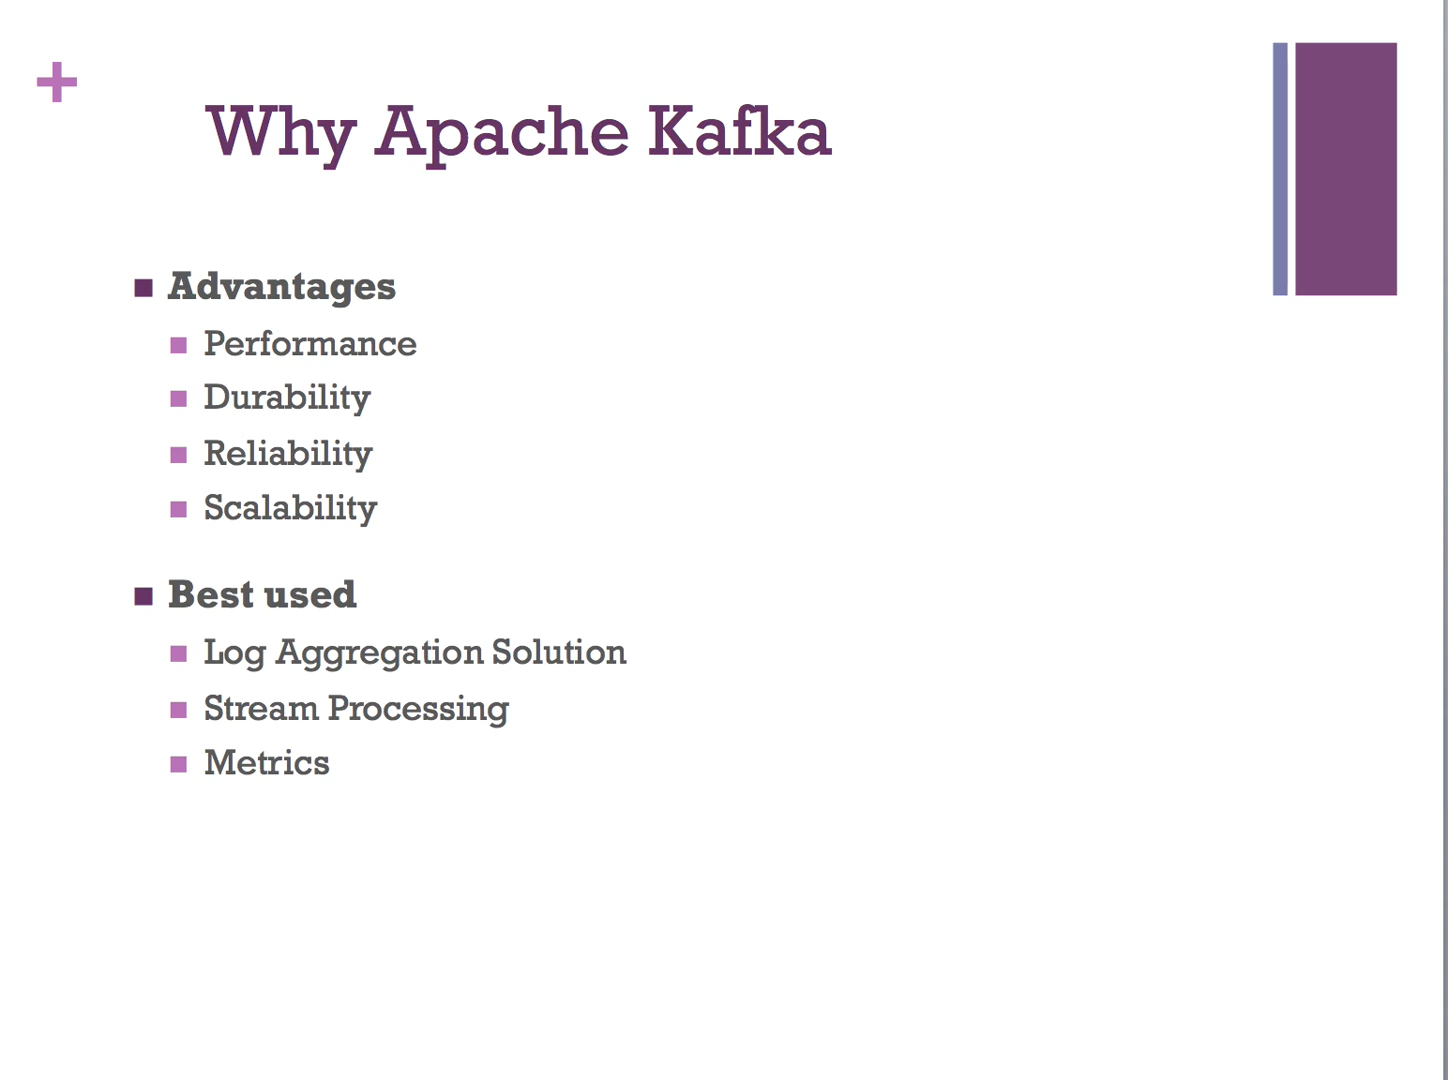 Why Apache Kafka
Advantages
Performance
Durability
Reliability
Scalability
Best used
Log Aggregation Solution
Stream Processing
Metrics